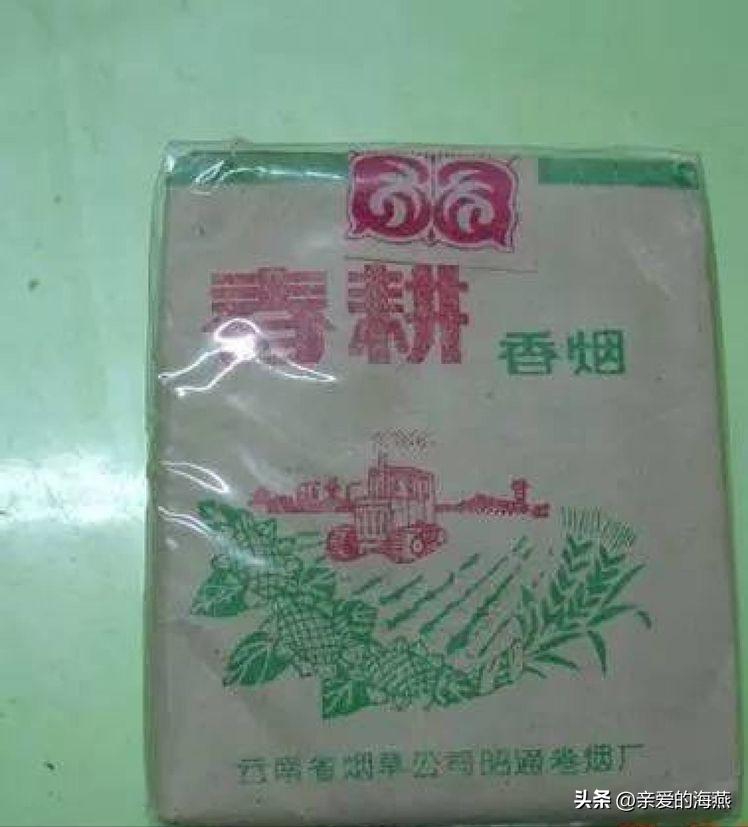 春耕
香烟
云南省烟草公司昭通卷烟厂
头条 @亲爱的海燕